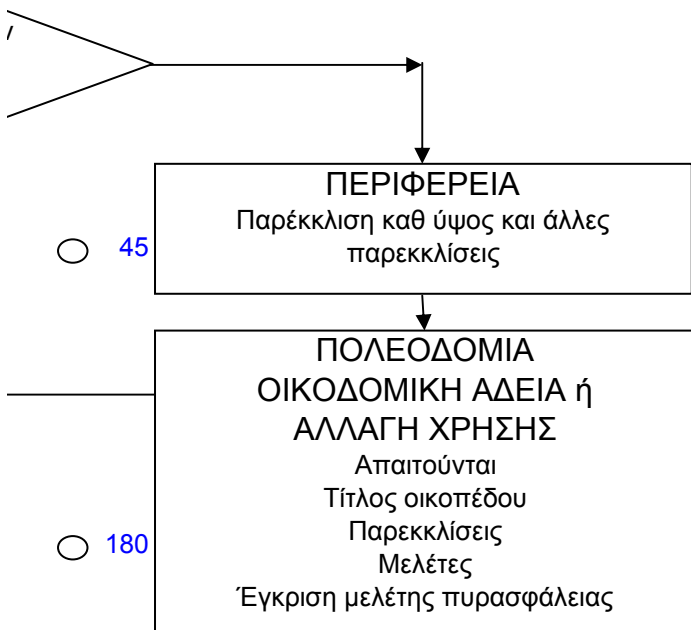 ΠΕΡΙΦΕΡΕΙΑ
Παρέκκλιση καθ ύψος και άλλες
παρεκκλίσεις
45
ΠΟΛΕΟΔΟΜΙΑ
ΟΙΚΟΔΟΜΙΚΗ ΑΔΕΙΑ ή
ΑΛΛΑΓΗ ΧΡΗΣΗΣ
Απαιτούνται
Τίτλος οικοπέδου
Παρεκκλίσεις
180
Μελέτες
Έγκριση μελέτης πυρασφάλειας